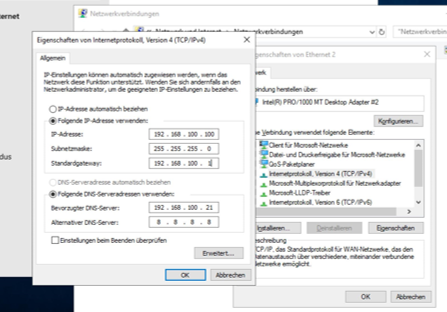 ernet
dus
Netzwerkverbindungen
Netzwerkverbindungen
"Netzwerkverbin
Eigenschaften von Internetprotokoll, Version 4 (TCP/IPv4)
Allgemein
IP-Einstellungen können automatisch zugewiesen werden, wenn das
Netzwerk diese Funktion unterstützt. Wenden Sie sich andernfalls an den
Netzwerkadministrator, um die geeigneten IP-Einstellungen zu beziehen.
IP-Adresse automatisch beziehen
Folgende IP-Adresse verwenden:
IP-Adresse: 192 . 168 . 100 . 100
Subnetzmaske: 255 . 255 . 255 . 0
Standardgateway: 192 . 168 . 100 . 1
DNS-Serveradresse automatisch beziehen
Folgende DNS-Serveradressen verwenden:
Bevorzugter DNS-Server: 192 . 168 . 100 . 21
Alternativer DNS-Server: 8 . 8 . 8 . 8
Einstellungen beim Beenden überprüfen
Erweitert...
OK Abbrechen
genschaften von Ethernet 2
werk
bindung herstellen über:
Intel(R) PRO/1000 MT Desktop Adapter #2
Konfigurieren...
e Verbindung verwendet folgende Elemente:
Client für Microsoft-Netzwerke
Datei- und Druckerfreigabe für Microsoft-Netzwerke
QoS-Paketplaner
Internetprotokoll, Version 4 (TCP/IPv4)
Microsoft-Multiplexorprotokoll für Netzwerkadapter
Microsoft-LLDP-Treiber
Internetprotokoll, Version 6 (TCP/IPv6)
Installieren... Deinstallieren Eigenschaften
eschreibung
CP/IP, das Standardprotokoll für WAN-Netzwerke, das den
atenaustausch über verschiedene, miteinander verbundene
etzwerke ermöglicht.
OK Abbrechen